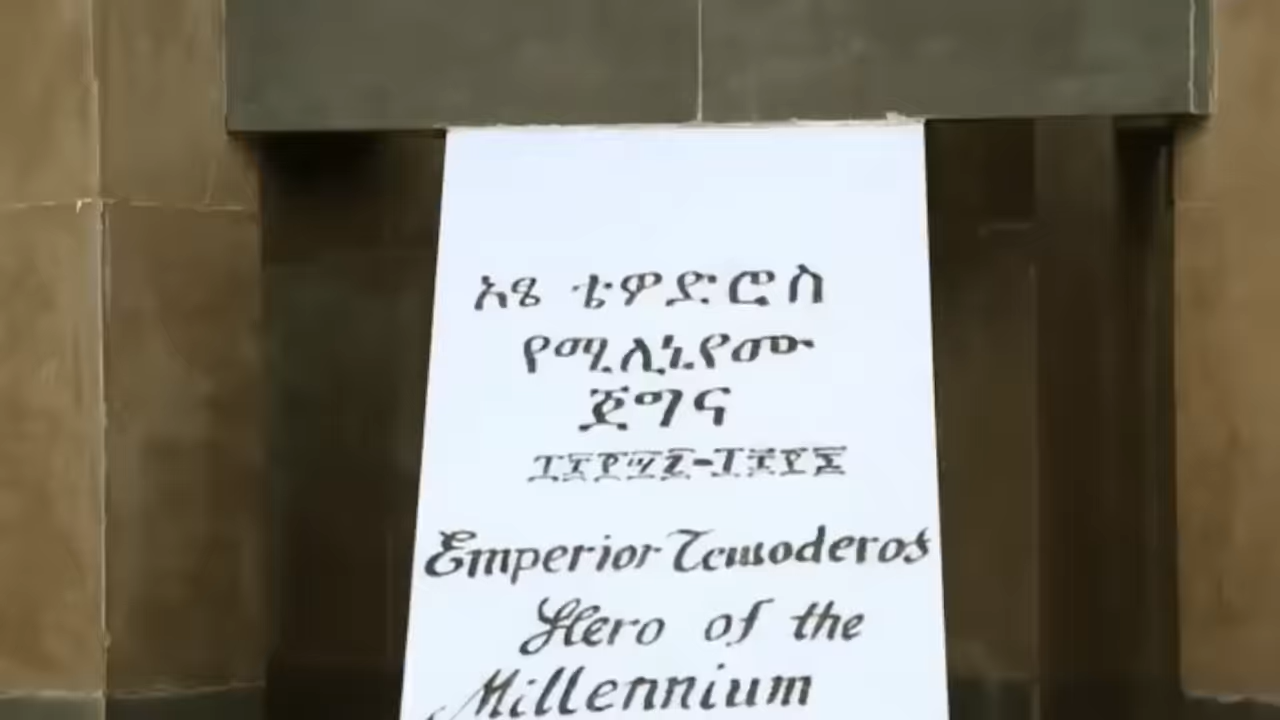 አፄ ቴዎድሮስ
የሚሊኒየሙ
ጀግና
Emperior Tewoderos
Hero of the
Millennium